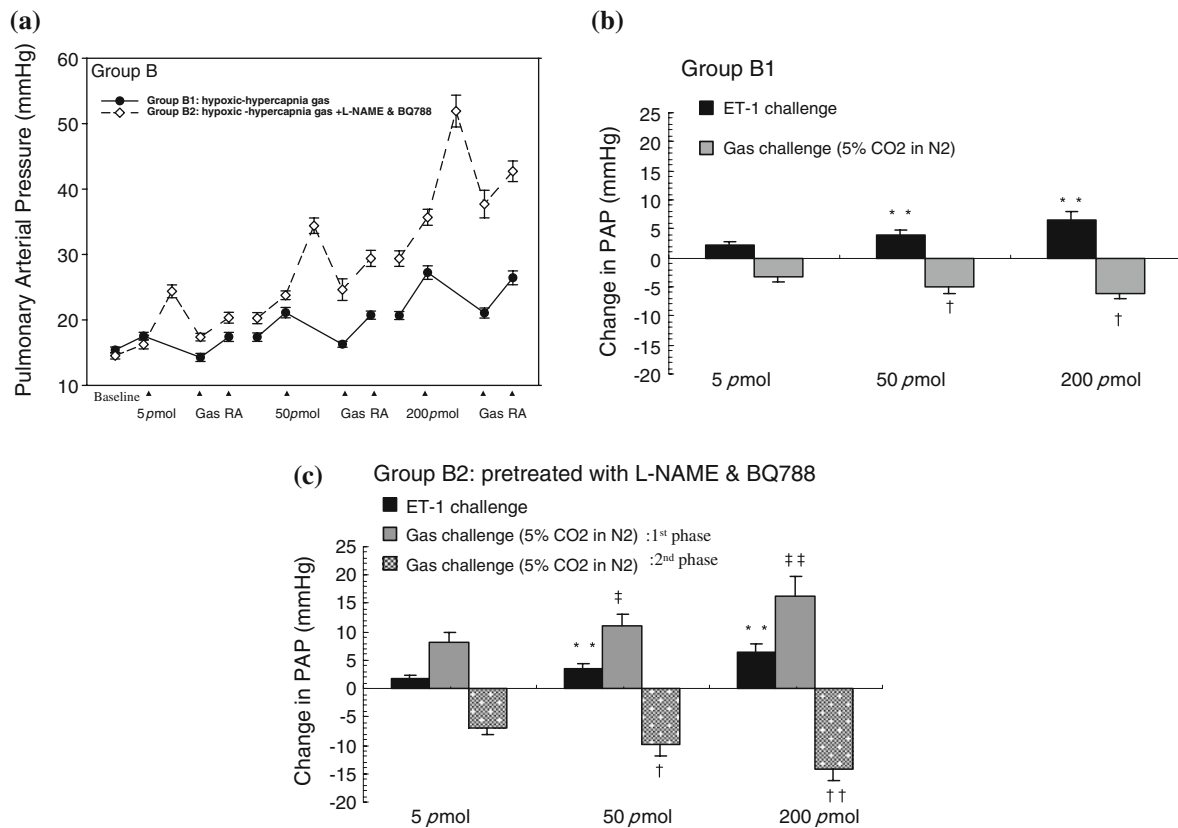 (a)
Group B
Group B1: hypoxic-hypercapnia gas
Group B2: hypoxic -hypercapnia gas +L-NAME & BQ788
Pulmonary Arterial Pressure (mmHg)
60
50
40
30
20
10
Baseline
5 pmol
Gas RA
50pmol
Gas RA
200pmol
Gas RA
(b)
Group B1
ET-1 challenge
Gas challenge (5% CO2 in N2)
Change in PAP (mmHg)
25
20
15
10
5
0
-5
-10
-15
-20
* *
* *
†
†
5 pmol
50 pmol
200 pmol
(c)
Group B2: pretreated with L-NAME & BQ788
ET-1 challenge
Gas challenge (5% CO2 in N2) :1st phase
Gas challenge (5% CO2 in N2) :2nd phase
Change in PAP (mmHg)
25
20
15
10
5
0
-5
-10
-15
-20
‡
‡ ‡
* *
* *
†
† †
5 pmol
50 pmol
200 pmol